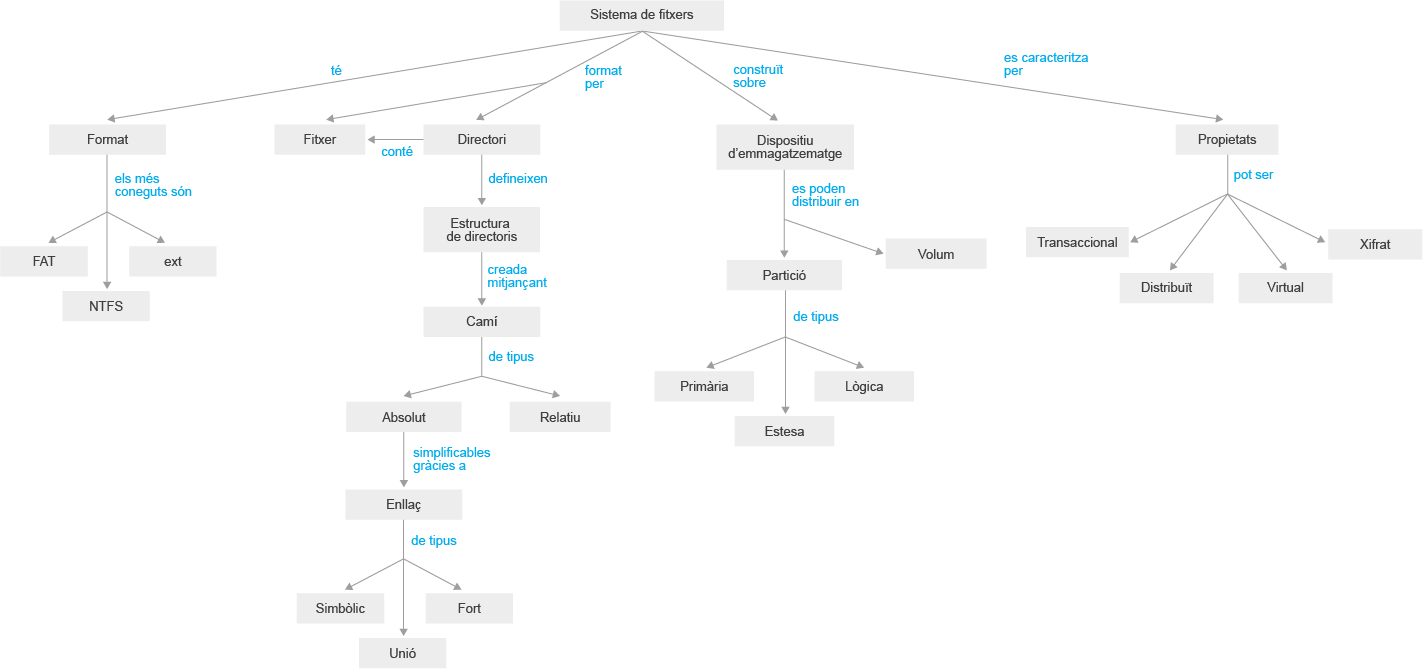 Sistema de fitxers
té
format
per
construït
sobre
es caracteritza
per
Format
Fitxer
conté
Directori
Dispositiu
d'emmagatzematge
Propietats
els més
coneguts són
defineixen
es poden
distribuir en
pot ser
FAT
ext
NTFS
Estructura
de directoris
Volum
Partició
Transaccional
Xifrat
Distribuït
Virtual
creada
mitjançant
Camí
de tipus
de tipus
Absolut
Relatiu
Primària
Lògica
Estesa
simplificables
gràcies a
Enllaç
de tipus
Simbòlic
Fort
Unió